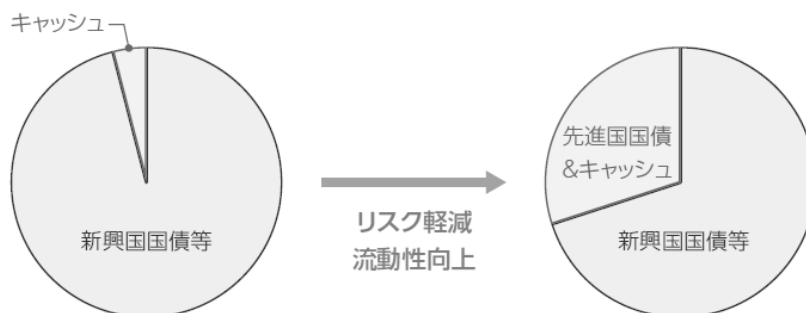 キャッシュ
新興国国債等
リスク軽減
流動性向上
先進国国債
&キャッシュ
新興国国債等